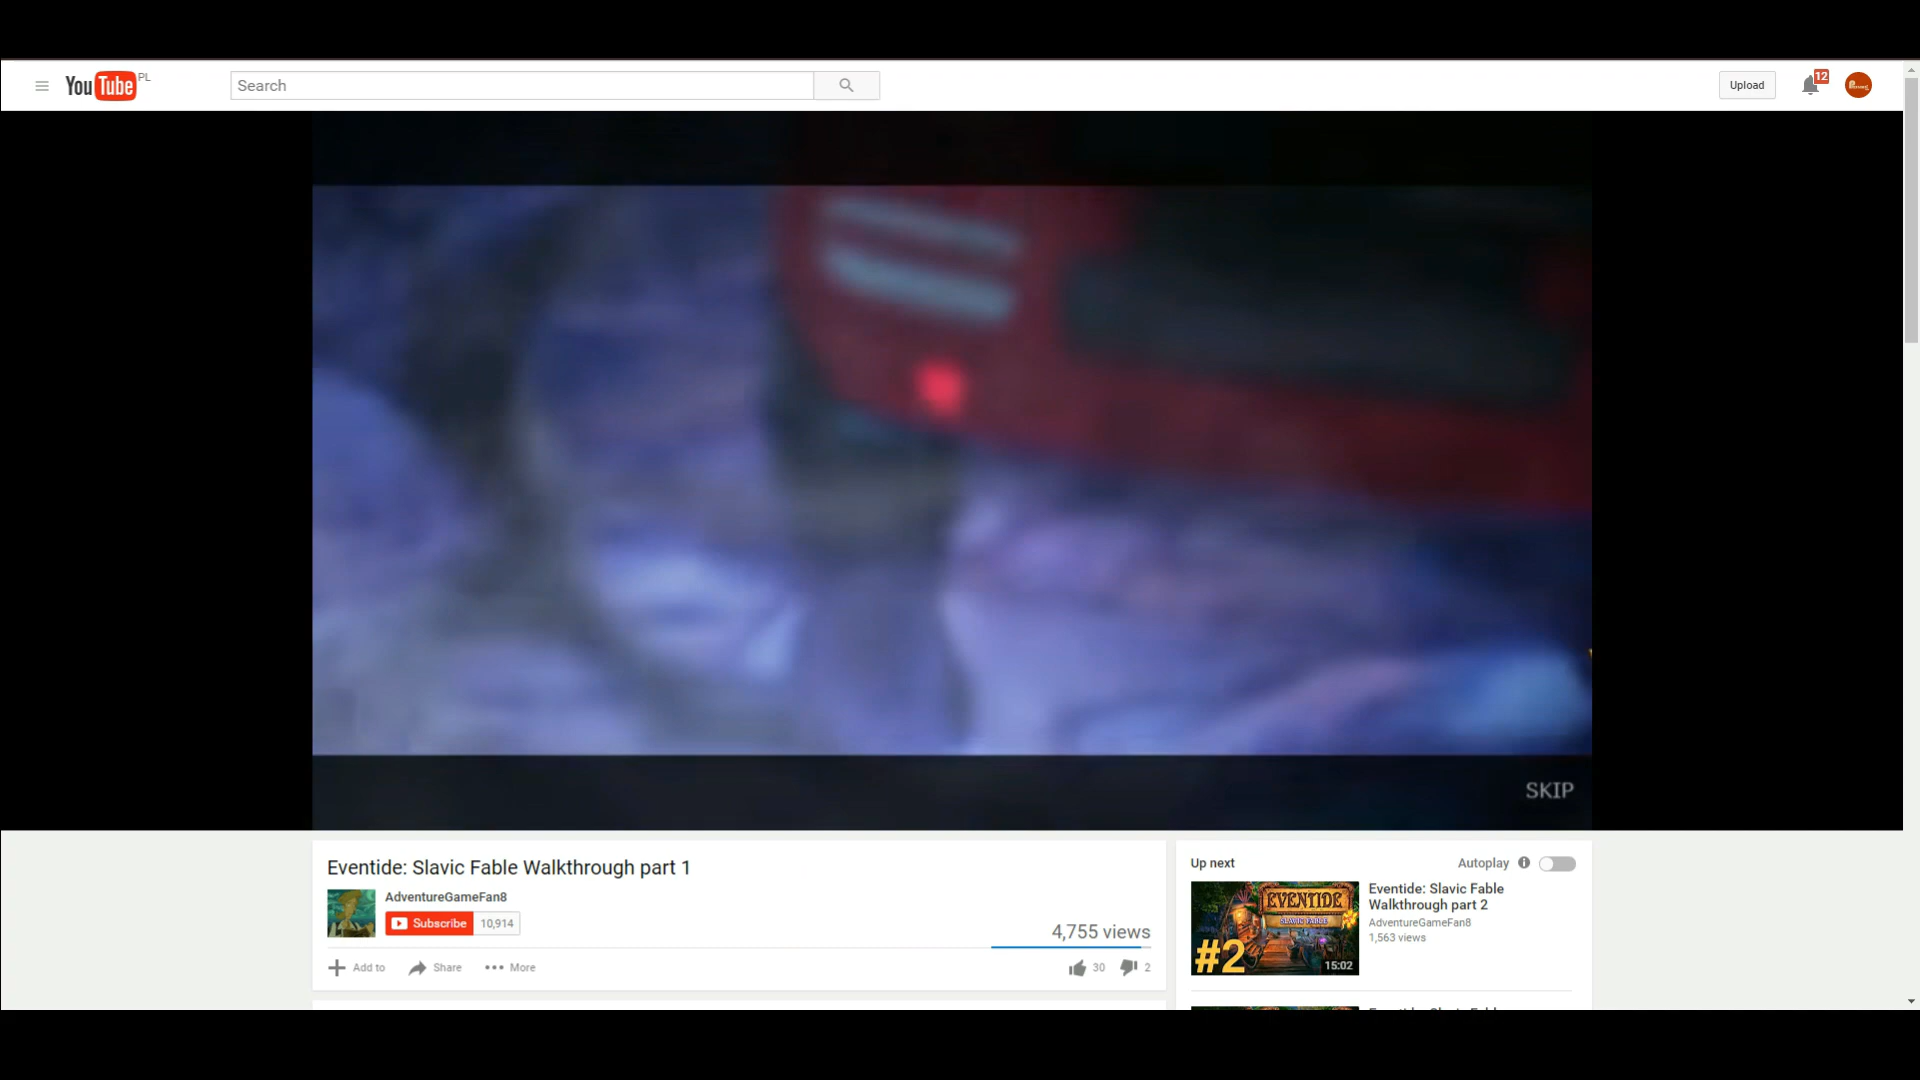 YouTube PL
Search
Upload
12
SKIP
Eventide: Slavic Fable Walkthrough part 1
AdventureGameFan8
Subscribe 10,914
4,755 views
Add to Share More
30 2
Up next
Autoplay
EVENTIDE
SLAVIC FABLE
#2
15:02
Eventide: Slavic Fable
Walkthrough part 2
AdventureGameFan8
1,563 views